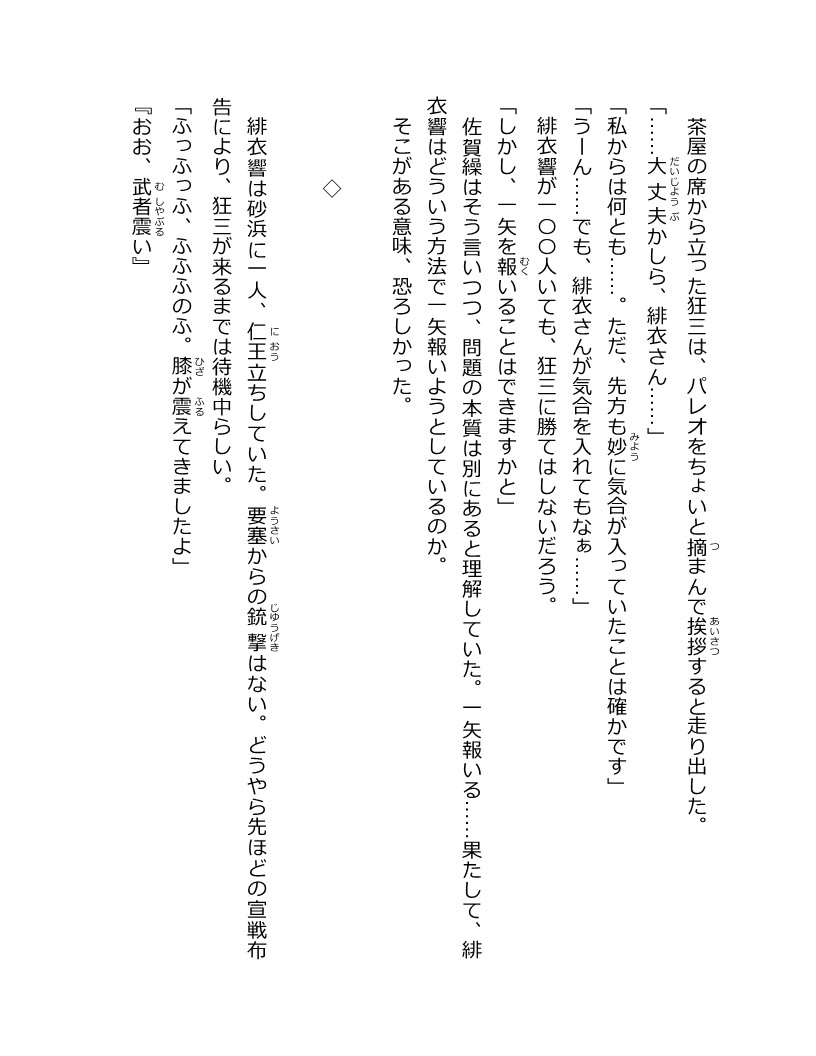 茶屋の席から立った狂三は、パレオをちょいと摘まんで挨拶すると走り出した。
「……大丈夫かしら、緋衣さん……」
「私からは何とも……。ただ、先方も妙に気合が入っていたことは確かです」
「うーん……でも、緋衣さんが気合を入れてもなぁ……」
緋衣響が一〇〇人いても、狂三に勝てはしないだろう。
「しかし、一矢を報いることはできますかと」
佐賀繰はそう言いつつ、問題の本質は別にあると理解していた。一矢報いる……果たして、緋
衣響はどういう方法で一矢報いようとしているのか。
そこがある意味、恐ろしかった。
◇
緋衣響は砂浜に一人、仁王立ちしていた。要塞からの銃撃はない。どうやら先ほどの宣戦布
告により、狂三が来るまでは待機中らしい。
「ふっふっふ、ふふふのふ。膝が震えてきましたよ」
『おお、武者震い』